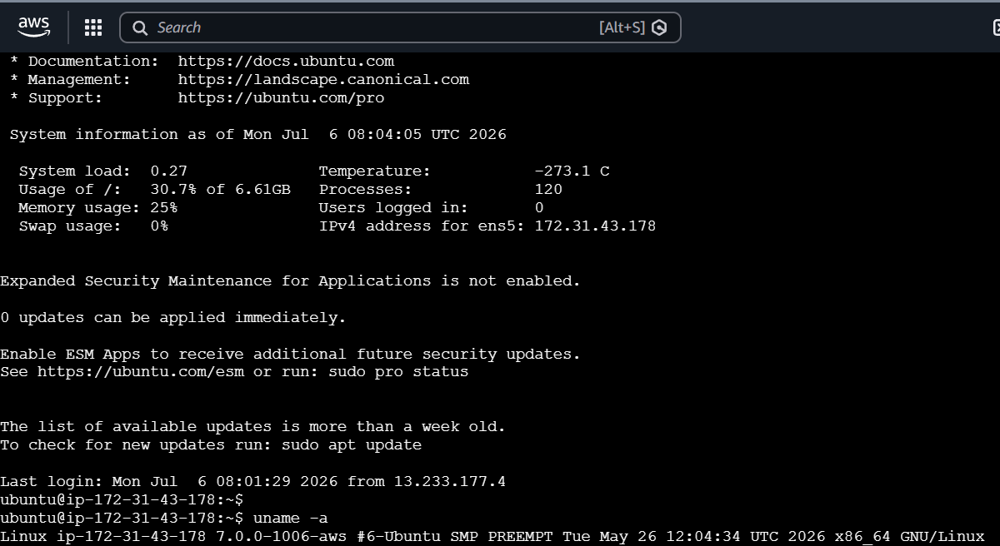 aws
Search [Alt+S]
* Documentation:  https://docs.ubuntu.com
* Management:     https://landscape.canonical.com
* Support:        https://ubuntu.com/pro
System information as of Mon Jul  6 08:04:05 UTC 2026
System load:  0.27               Temperature:           -273.1 C
Usage of /:   30.7% of 6.61GB   Processes:             120
Memory usage: 25%               Users logged in:       0
Swap usage:   0%                IPv4 address for ens5: 172.31.43.178
Expanded Security Maintenance for Applications is not enabled.
0 updates can be applied immediately.
Enable ESM Apps to receive additional future security updates.
See https://ubuntu.com/esm or run: sudo pro status
The list of available updates is more than a week old.
To check for new updates run: sudo apt update
Last login: Mon Jul  6 08:01:29 2026 from 13.233.177.4
ubuntu@ip-172-31-43-178:~$
ubuntu@ip-172-31-43-178:~$ uname -a
Linux ip-172-31-43-178 7.0.0-1006-aws #6-Ubuntu SMP PREEMPT Tue May 26 12:04:34 UTC 2026 x86_64 GNU/Linux